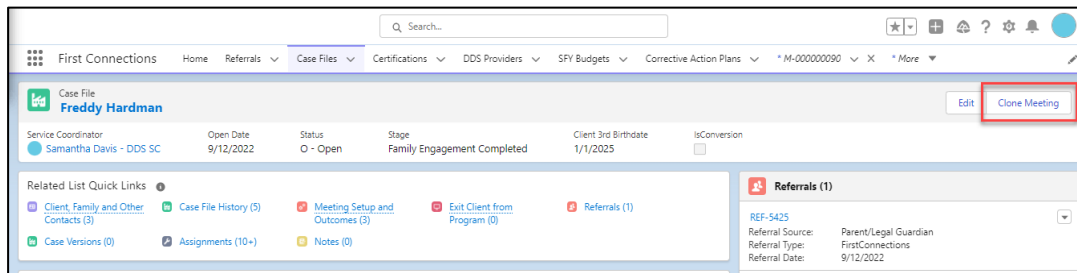 Search...
First Connections Home Referrals Case Files Certifications DDS Providers SFY Budgets Corrective Action Plans * M-000000090 * More
Case File
Freddy Hardman
Edit Clone Meeting
Service Coordinator Open Date Status Stage Client 3rd Birthdate IsConversion
Samantha Davis - DDS SC 9/12/2022 O - Open Family Engagement Completed 1/1/2025
Related List Quick Links
Client, Family and Other Contacts (3)
Case File History (5)
Meeting Setup and Outcomes (3)
Exit Client from Program (0)
Referrals (1)
Case Versions (0)
Assignments (10+)
Notes (0)
Referrals (1)
REF-5425
Referral Source: Parent/Legal Guardian
Referral Type: FirstConnections
Referral Date: 9/12/2022